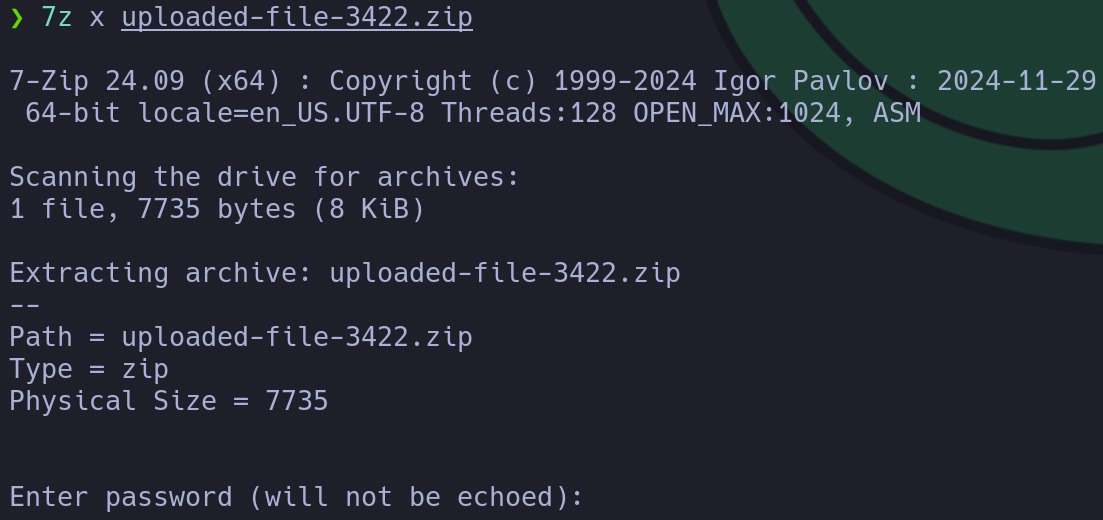 ❯ 7z x uploaded-file-3422.zip
7-Zip 24.09 (x64) : Copyright (c) 1999-2024 Igor Pavlov : 2024-11-29
64-bit locale=en_US.UTF-8 Threads:128 OPEN_MAX:1024, ASM
Scanning the drive for archives:
1 file, 7735 bytes (8 KiB)
Extracting archive: uploaded-file-3422.zip
--
Path = uploaded-file-3422.zip
Type = zip
Physical Size = 7735
Enter password (will not be echoed):